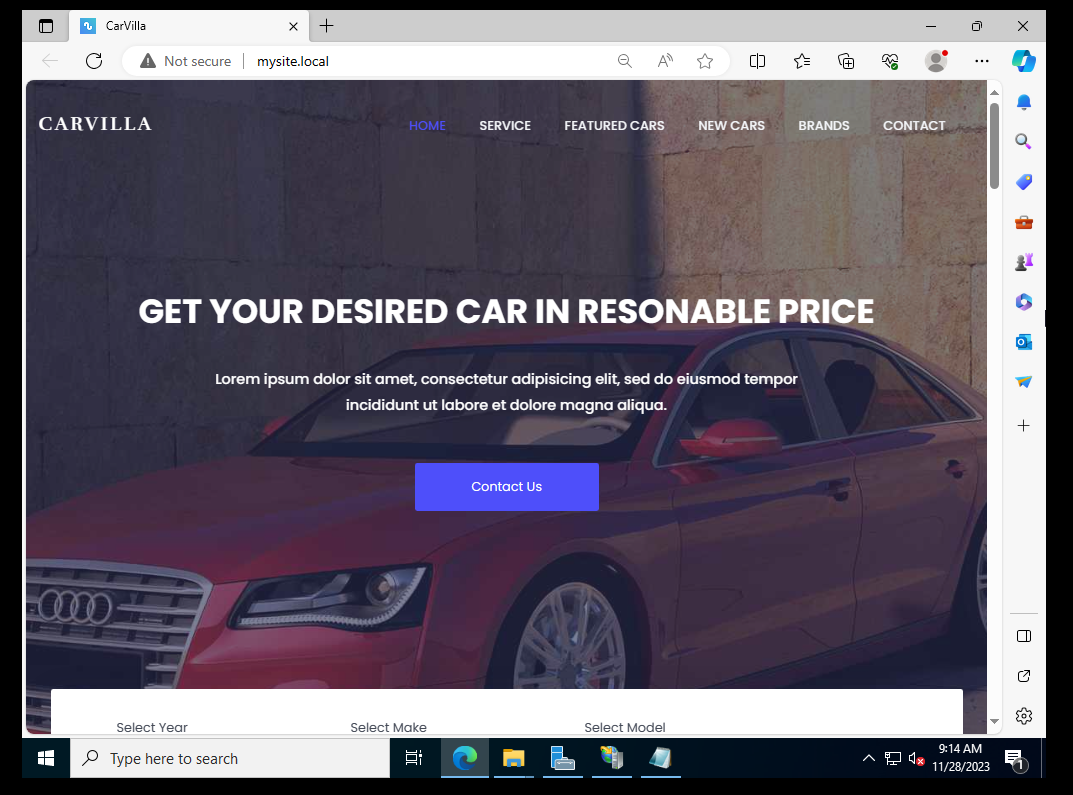 CarVilla
Not secure
mysite.local
CARVILLA
HOME
SERVICE
FEATURED CARS
NEW CARS
BRANDS
CONTACT
GET YOUR DESIRED CAR IN RESONABLE PRICE
Lorem ipsum dolor sit amet, consectetur adipisicing elit, sed do eiusmod tempor
incididunt ut labore et dolore magna aliqua.
Contact Us
Select Year
Select Make
Select Model
Type here to search
9:14 AM
11/28/2023
1